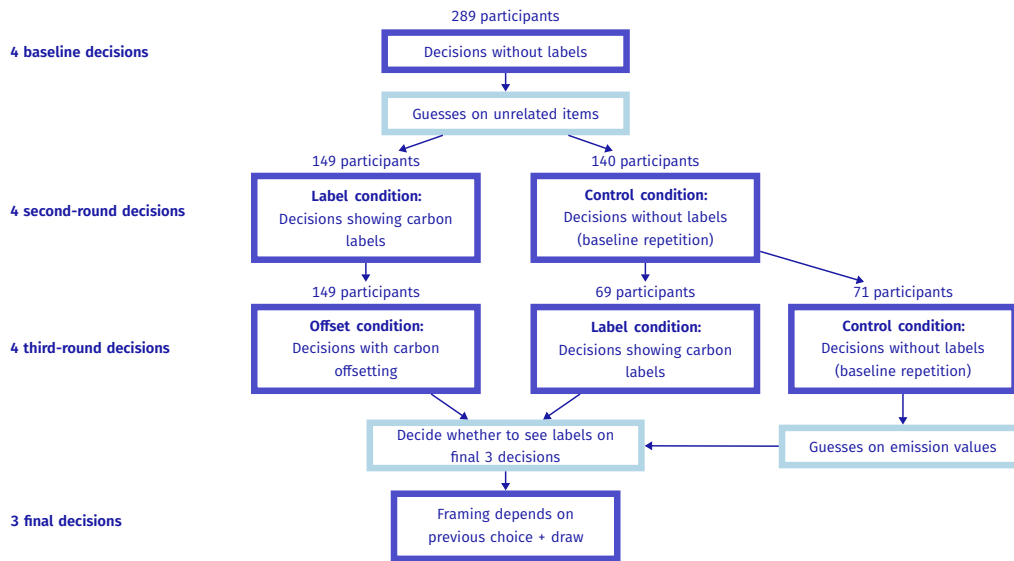 289 participants
4 baseline decisions
Decisions without labels
Guesses on unrelated items
149 participants
140 participants
4 second-round decisions
Label condition:
Decisions showing carbon
labels
Control condition:
Decisions without labels
(baseline repetition)
149 participants
69 participants
71 participants
4 third-round decisions
Offset condition:
Decisions with carbon
offsetting
Label condition:
Decisions showing carbon
labels
Control condition:
Decisions without labels
(baseline repetition)
Decide whether to see labels on
final 3 decisions
Guesses on emission values
3 final decisions
Framing depends on
previous choice + draw